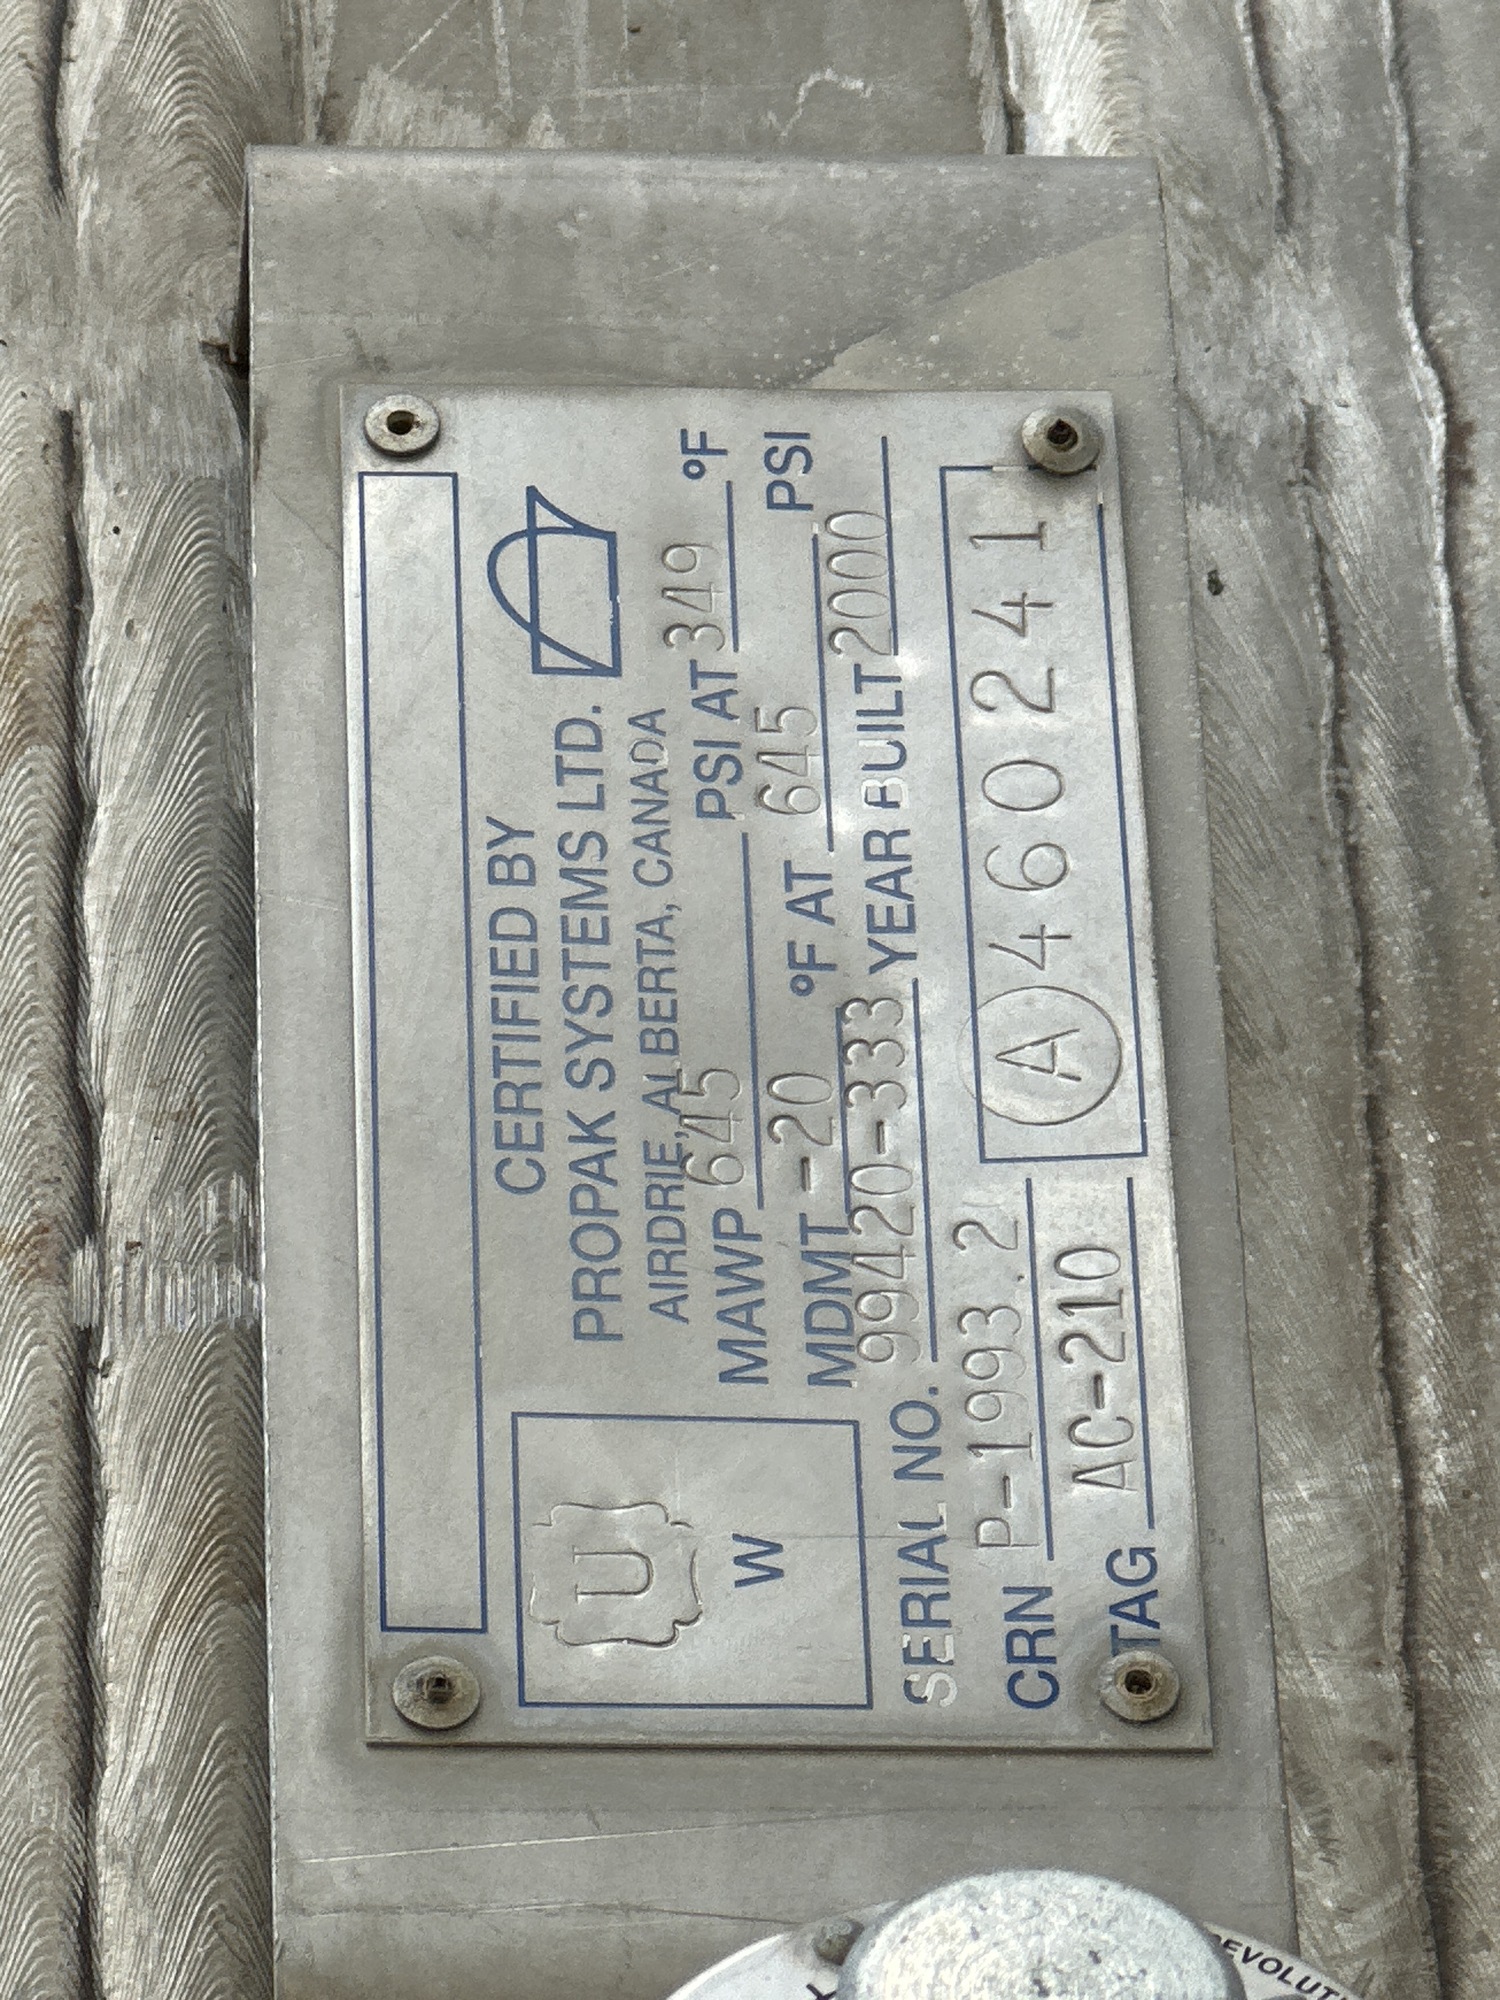 CERTIFIED BY
PROPAK SYSTEMS LTD.
AIRDRIE, ALBERTA, CANADA
U
W
MAWP 645 PSI AT 349 °F
MDMT -20 °F AT 645 PSI
SERIAL NO. 99420-333 YEAR BUILT 2000
CRN P-1993.2
TAG AC-210
A 460241